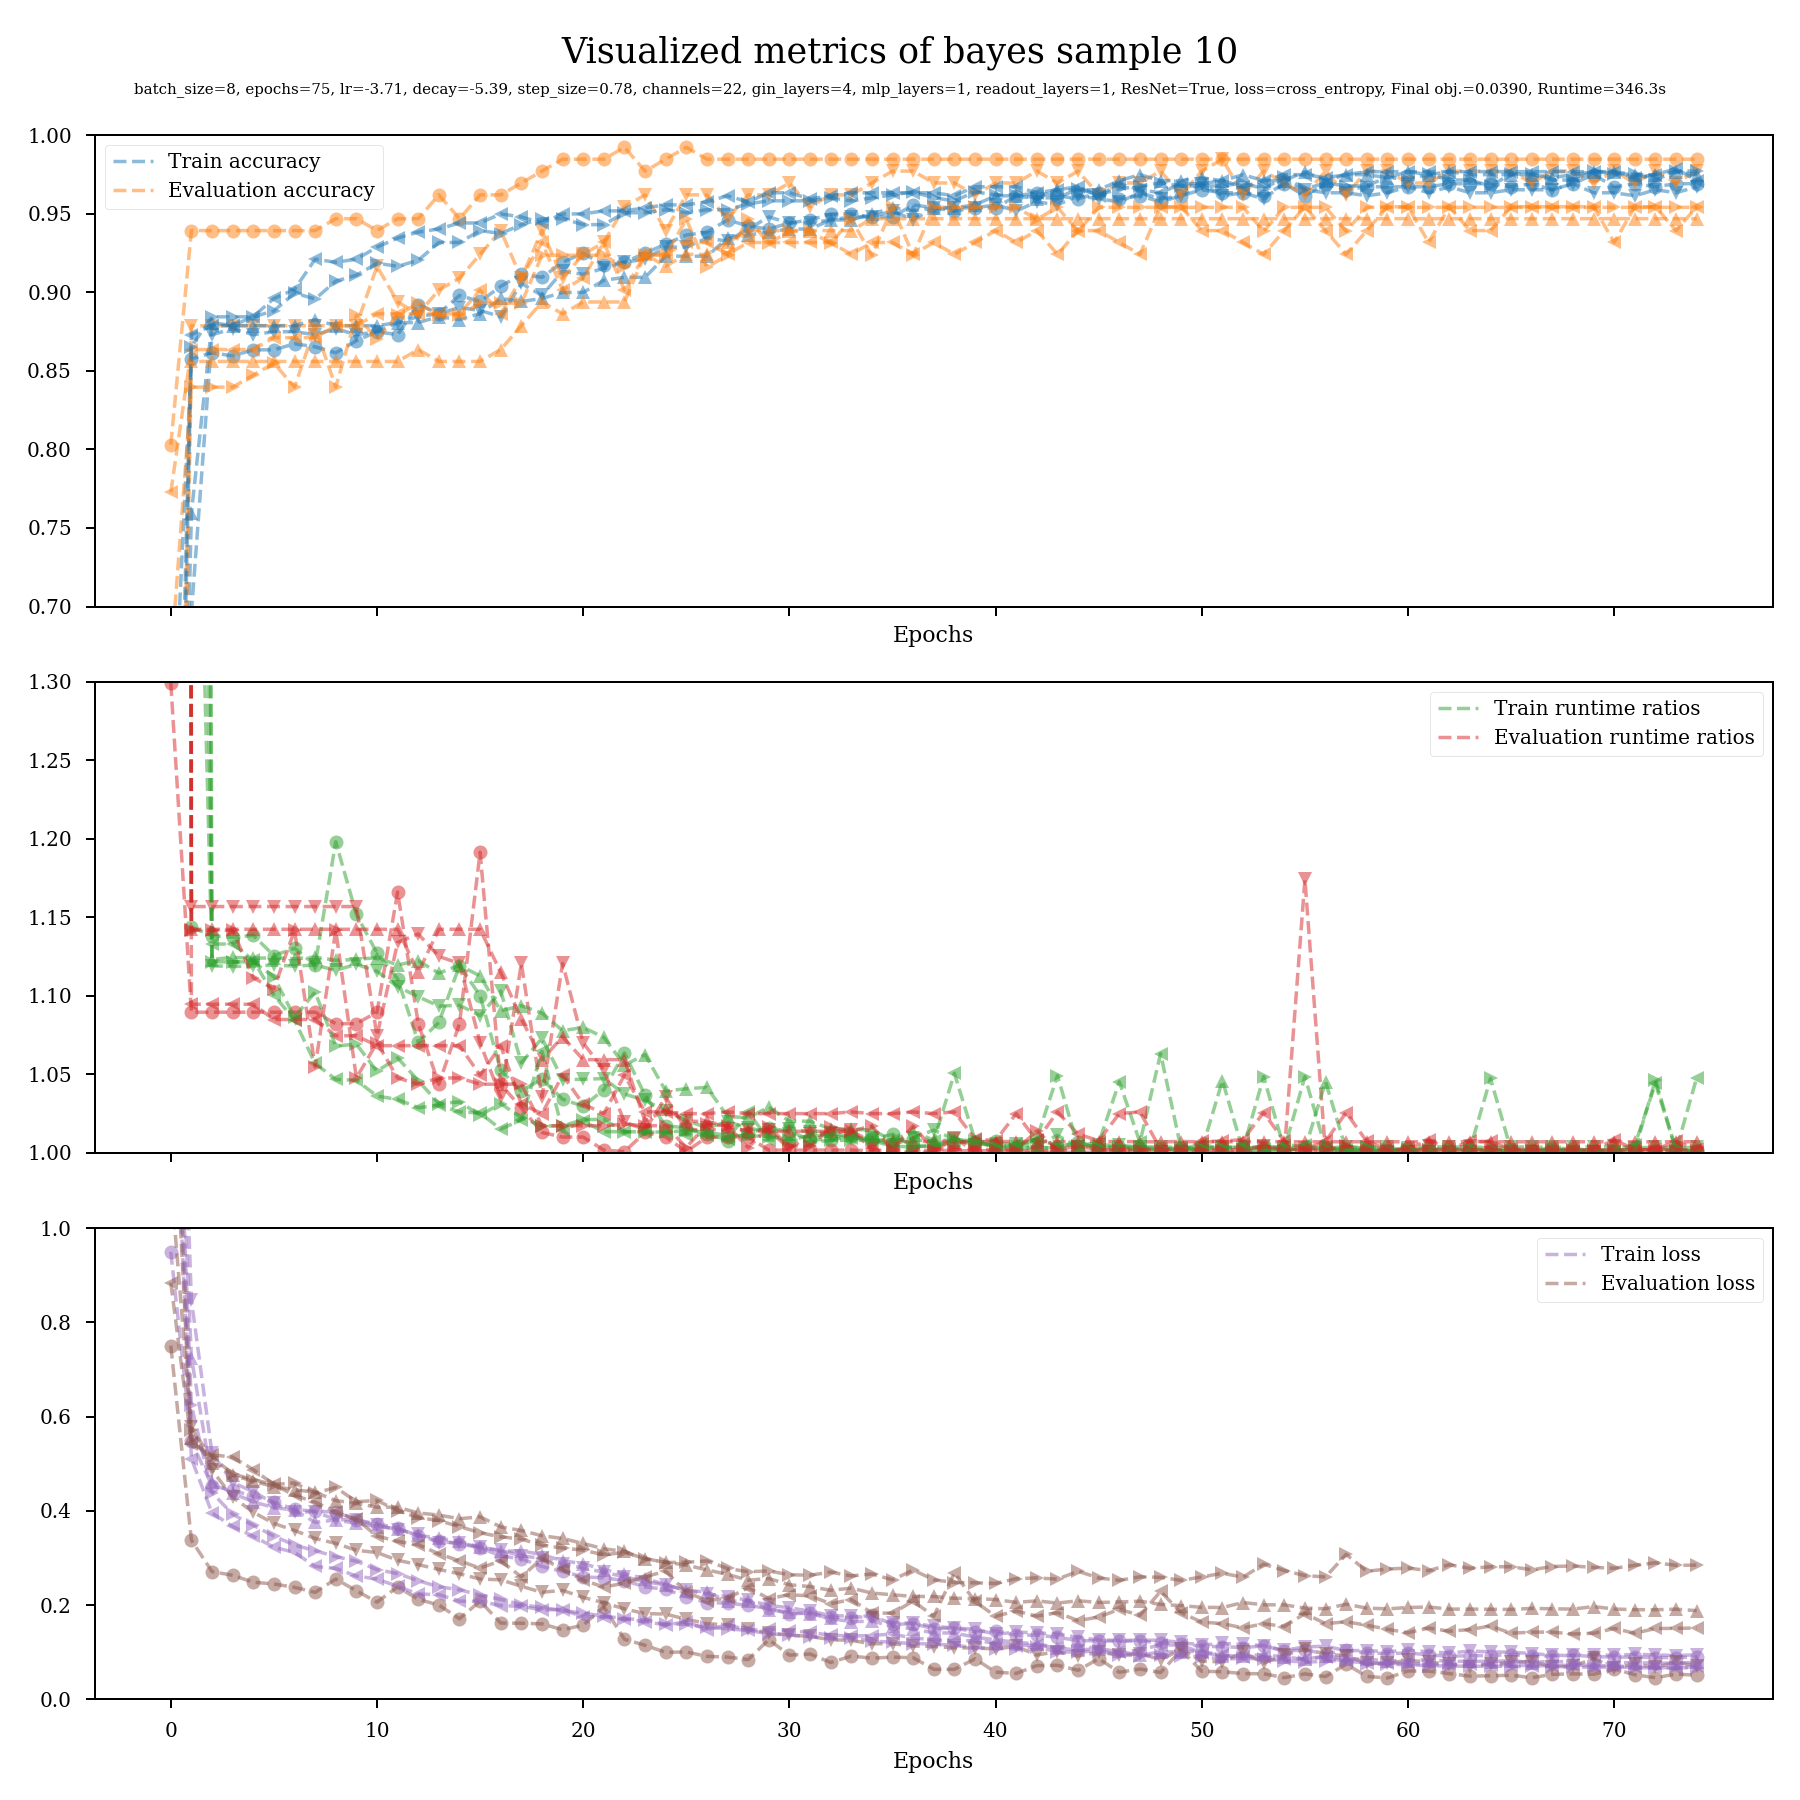 Visualized metrics of bayes sample 10
batch_size=8, epochs=75, lr=-3.71, decay=-5.39, step_size=0.78, channels=22, gin_layers=4, mlp_layers=1, readout_layers=1, ResNet=True, loss=cross_entropy, Final obj.=0.0390, Runtime=346.3s
1.00
0.95
0.90
0.85
0.80
0.75
0.70
Train accuracy
Evaluation accuracy
Epochs
1.30
1.25
1.20
1.15
1.10
1.05
1.00
Train runtime ratios
Evaluation runtime ratios
Epochs
1.0
0.8
0.6
0.4
0.2
0.0
Train loss
Evaluation loss
0 10 20 30 40 50 60 70
Epochs